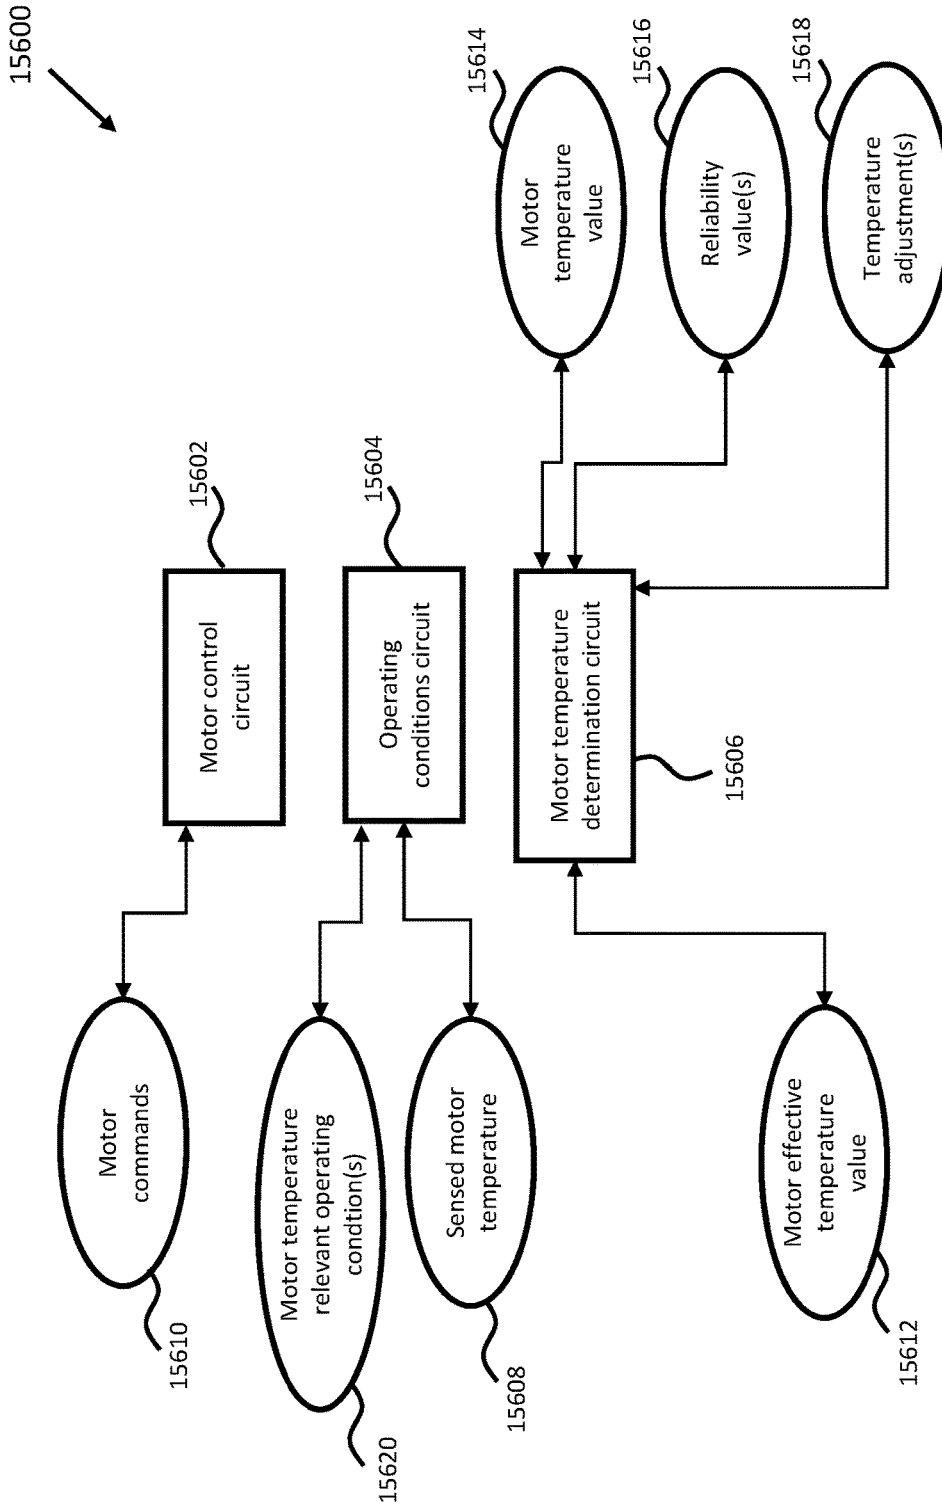 15600
Motor
commands
15610
Motor control
circuit
15602
Motor temperature
relevant operating
condtion(s)
15620
Sensed motor
temperature
15608
Operating
conditions circuit
15604
Motor effective
temperature
value
15612
Motor temperature
determination circuit
15606
Motor
temperature
value
15614
Reliability
value(s)
15616
Temperature
adjustment(s)
15618